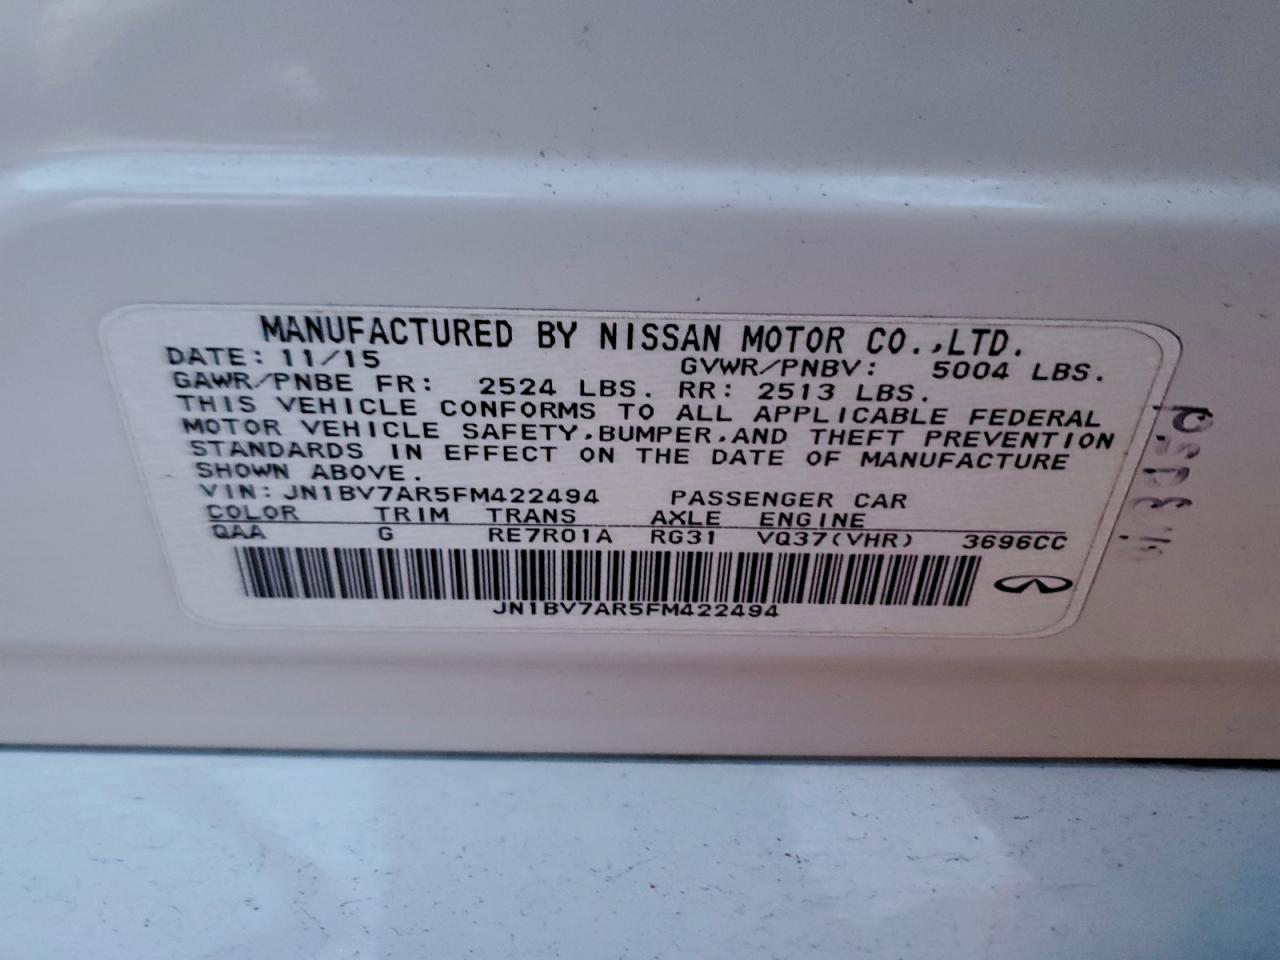 MANUFACTURED BY NISSAN MOTOR CO.,LTD.
DATE: 11/15 GVWR/PNBV: 5004 LBS.
GAWR/PNBE FR: 2524 LBS. RR: 2513 LBS.
THIS VEHICLE CONFORMS TO ALL APPLICABLE FEDERAL
MOTOR VEHICLE SAFETY,BUMPER,AND THEFT PREVENTION
STANDARDS IN EFFECT ON THE DATE OF MANUFACTURE
SHOWN ABOVE.
VIN: JN1BV7AR5FM422494 PASSENGER CAR
COLOR TRIM TRANS AXLE ENGINE
QAA G RE7R01A RG31 VQ37(VHR) 3696CC
JN1BV7AR5FM422494